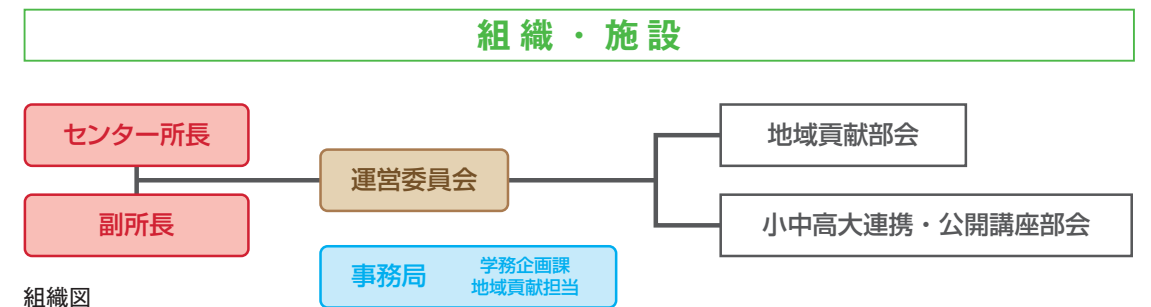 組織・施設
センター所長
副所長
運営委員会
事務局
学務企画課
地域貢献担当
地域貢献部会
小中高大連携・公開講座部会
組織図